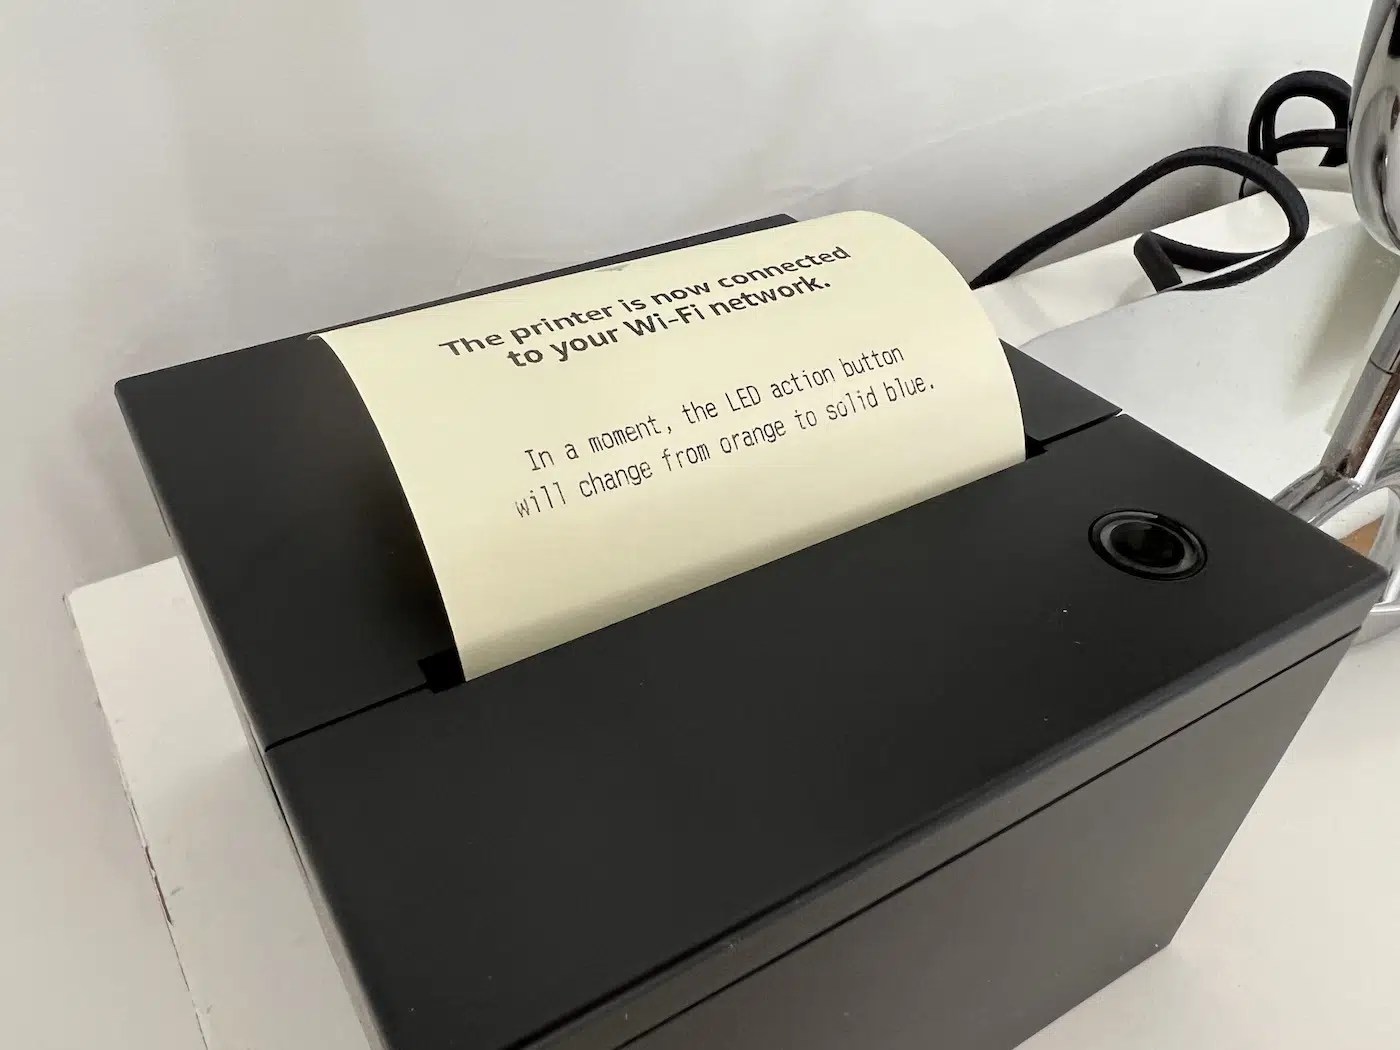 The printer is now connected
to your Wi-Fi network.
In a moment, the LED action button
will change from orange to solid blue.